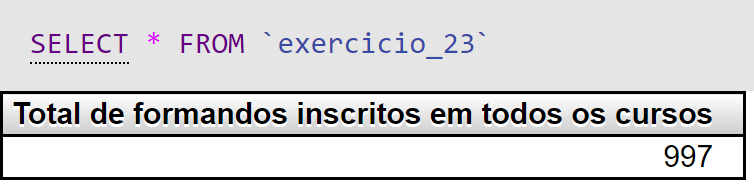 SELECT * FROM `exercicio_23`
Total de formandos inscritos em todos os cursos
997